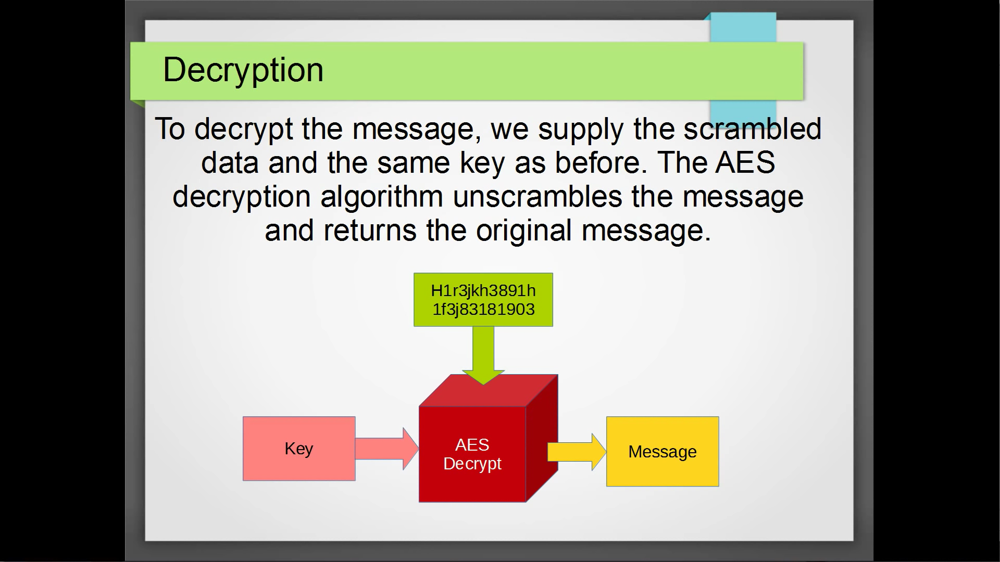 Decryption
To decrypt the message, we supply the scrambled
data and the same key as before. The AES
decryption algorithm unscrambles the message
and returns the original message.
H1r3jkh3891h
1f3j83181903
Key
AES
Decrypt
Message